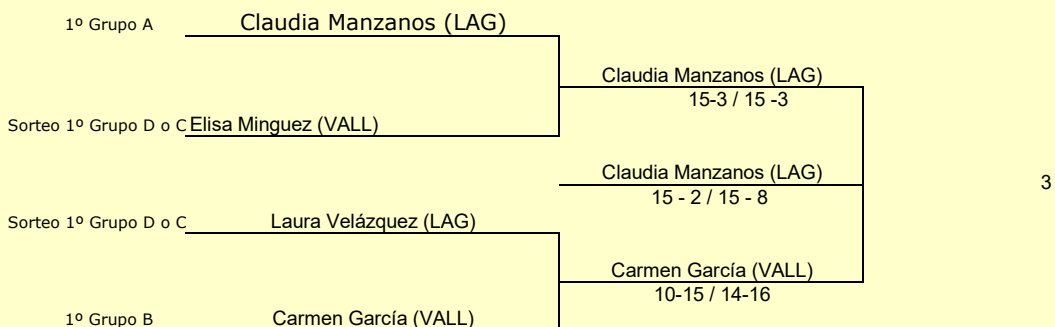 1º Grupo A Claudia Manzanos (LAG)
Claudia Manzanos (LAG)
15-3 / 15 -3
Sorteo 1º Grupo D o C Elisa Minguez (VALL)
Claudia Manzanos (LAG)
15 - 2 / 15 - 8
3
Sorteo 1º Grupo D o C Laura Velázquez (LAG)
Carmen García (VALL)
10-15 / 14-16
1º Grupo B Carmen García (VALL)